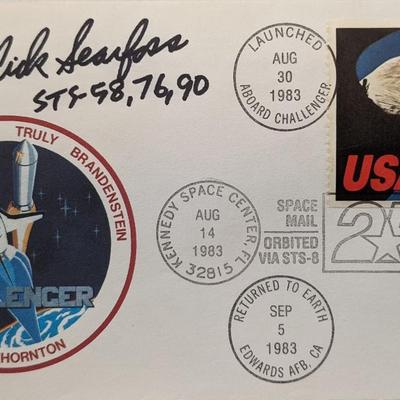 Rick Searfoss
STS-58, 76, 90
TRULY BRANDENSTEIN
CHALLENGER
THORNTON
LAUNCHED
AUG
30
1983
ABOARD CHALLENGER
USA
KENNEDY SPACE CENTER, FL
AUG
14
1983
32815
SPACE
MAIL
ORBITED
VIA STS-8
25
RETURNED TO EARTH
SEP
5
1983
EDWARDS AFB, CA